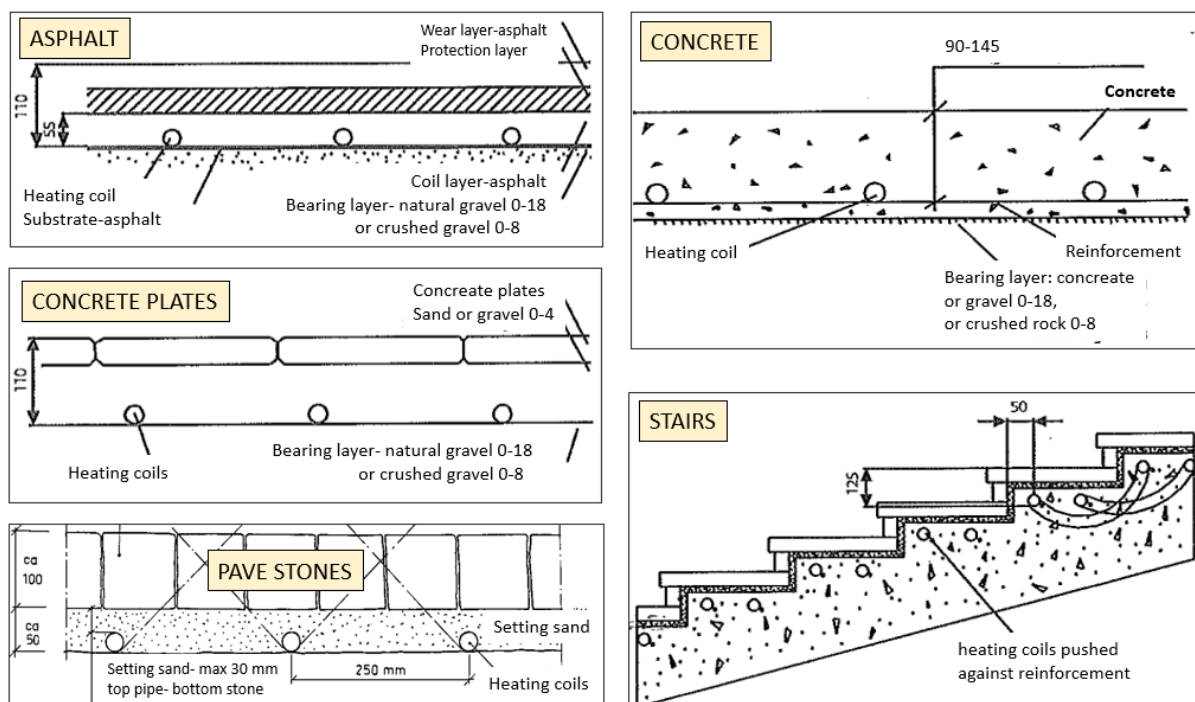 ASPHALT
Wear layer-asphalt
Protection layer
110
55
Heating coil
Substrate-asphalt
Coil layer-asphalt
Bearing layer- natural gravel 0-18
or crushed gravel 0-8
CONCRETE PLATES
Concreate plates
Sand or gravel 0-4
110
Heating coils
Bearing layer- natural gravel 0-18
or crushed gravel 0-8
PAVE STONES
ca
100
ca
50
Setting sand
Setting sand- max 30 mm
top pipe- bottom stone
250 mm
Heating coils
CONCRETE
90-145
Concrete
Heating coil
Reinforcement
Bearing layer: concreate
or gravel 0-18,
or crushed rock 0-8
STAIRS
50
125
heating coils pushed
against reinforcement